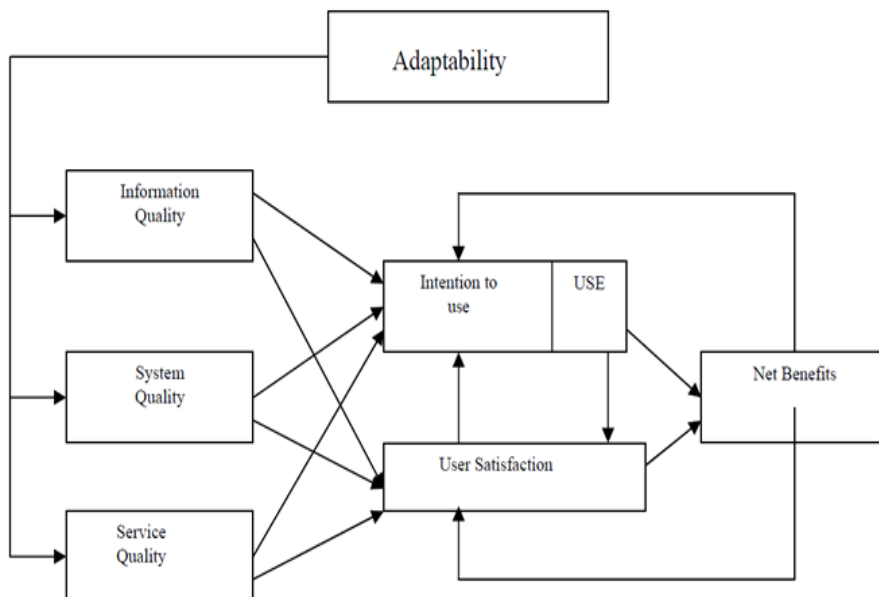 Adaptability
Information
Quality
Intention to
use
USE
System
Quality
Net Benefits
User Satisfaction
Service
Quality